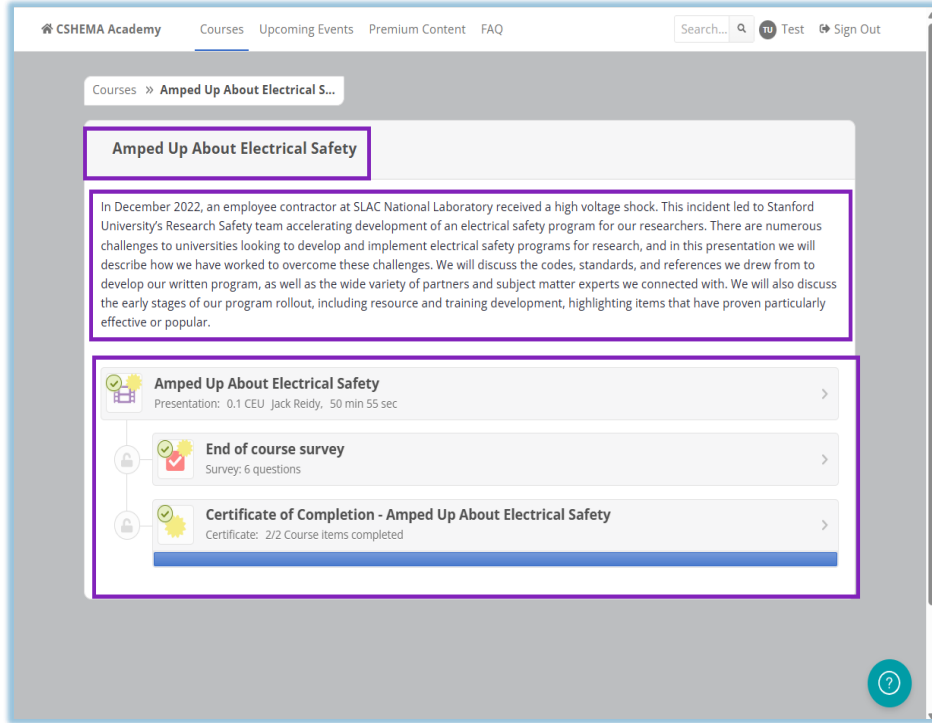 CSHEMA Academy
Courses Upcoming Events Premium Content FAQ
Search...
TU Test Sign Out
Courses » Amped Up About Electrical S...
Amped Up About Electrical Safety
In December 2022, an employee contractor at SLAC National Laboratory received a high voltage shock. This incident led to Stanford
University's Research Safety team accelerating development of an electrical safety program for our researchers. There are numerous
challenges to universities looking to develop and implement electrical safety programs for research, and in this presentation we will
describe how we have worked to overcome these challenges. We will discuss the codes, standards, and references we drew from to
develop our written program, as well as the wide variety of partners and subject matter experts we connected with. We will also discuss
the early stages of our program rollout, including resource and training development, highlighting items that have proven particularly
effective or popular.
Amped Up About Electrical Safety
Presentation: 0.1 CEU Jack Reidy, 50 min 55 sec
End of course survey
Survey: 6 questions
Certificate of Completion - Amped Up About Electrical Safety
Certificate: 2/2 Course items completed
?